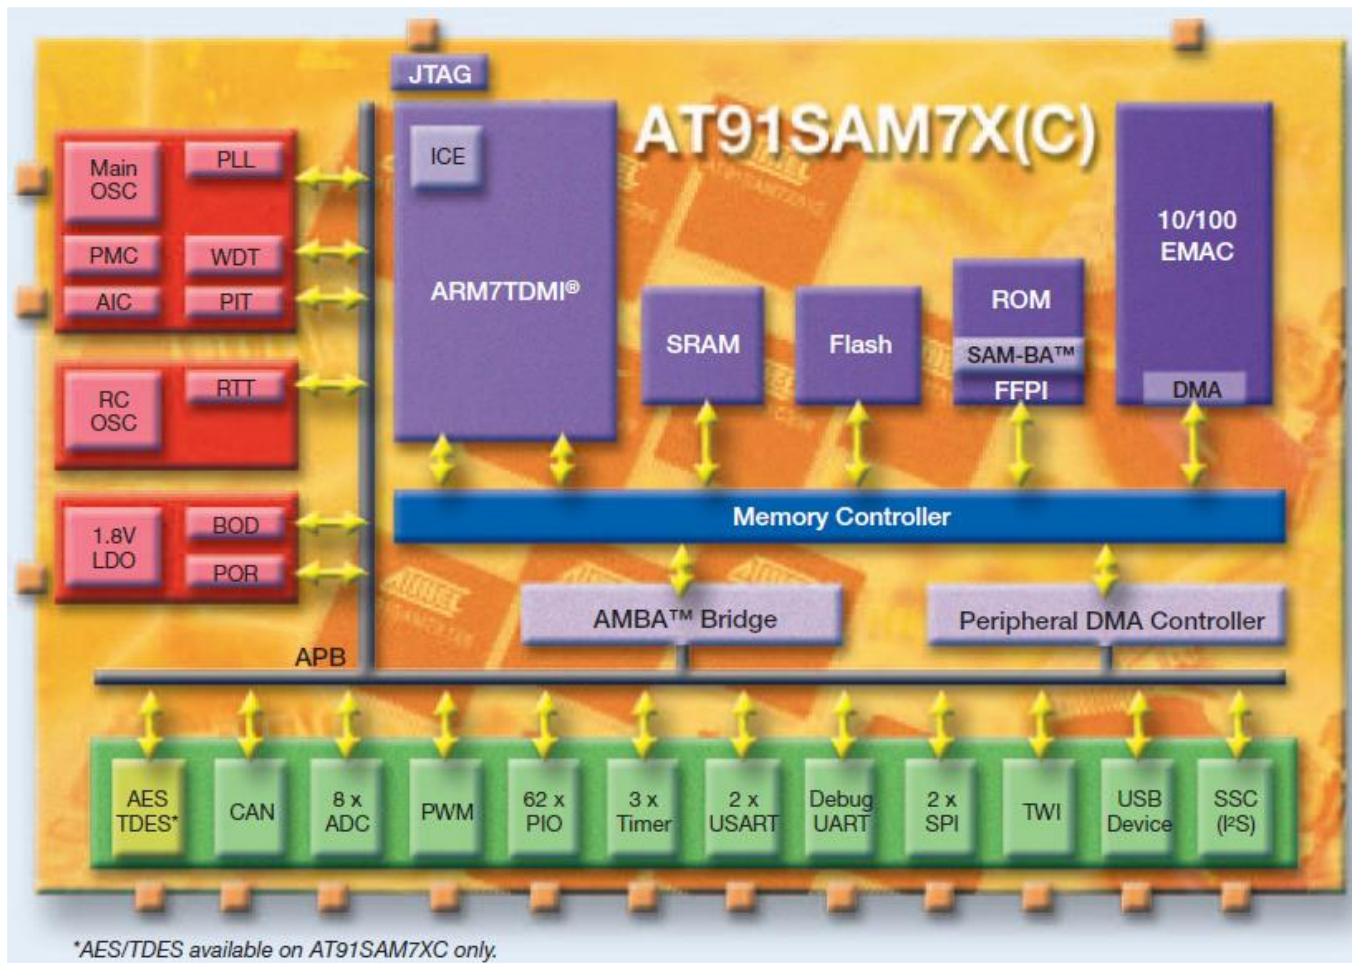 JTAG
AT91SAM7X(C)
ICE
ARM7TDMI®
Main
OSC
PLL
PMC
WDT
AIC
PIT
RC
OSC
RTT
1.8V
LDO
BOD
POR
SRAM
Flash
ROM
SAM-BA™
FFPI
10/100
EMAC
DMA
Memory Controller
AMBA™ Bridge
Peripheral DMA Controller
APB
AES
TDES*
CAN
8 x
ADC
PWM
62 x
PIO
3 x
Timer
2 x
USART
Debug
UART
2 x
SPI
TWI
USB
Device
SSC
(I²S)
*AES/TDES available on AT91SAM7XC only.